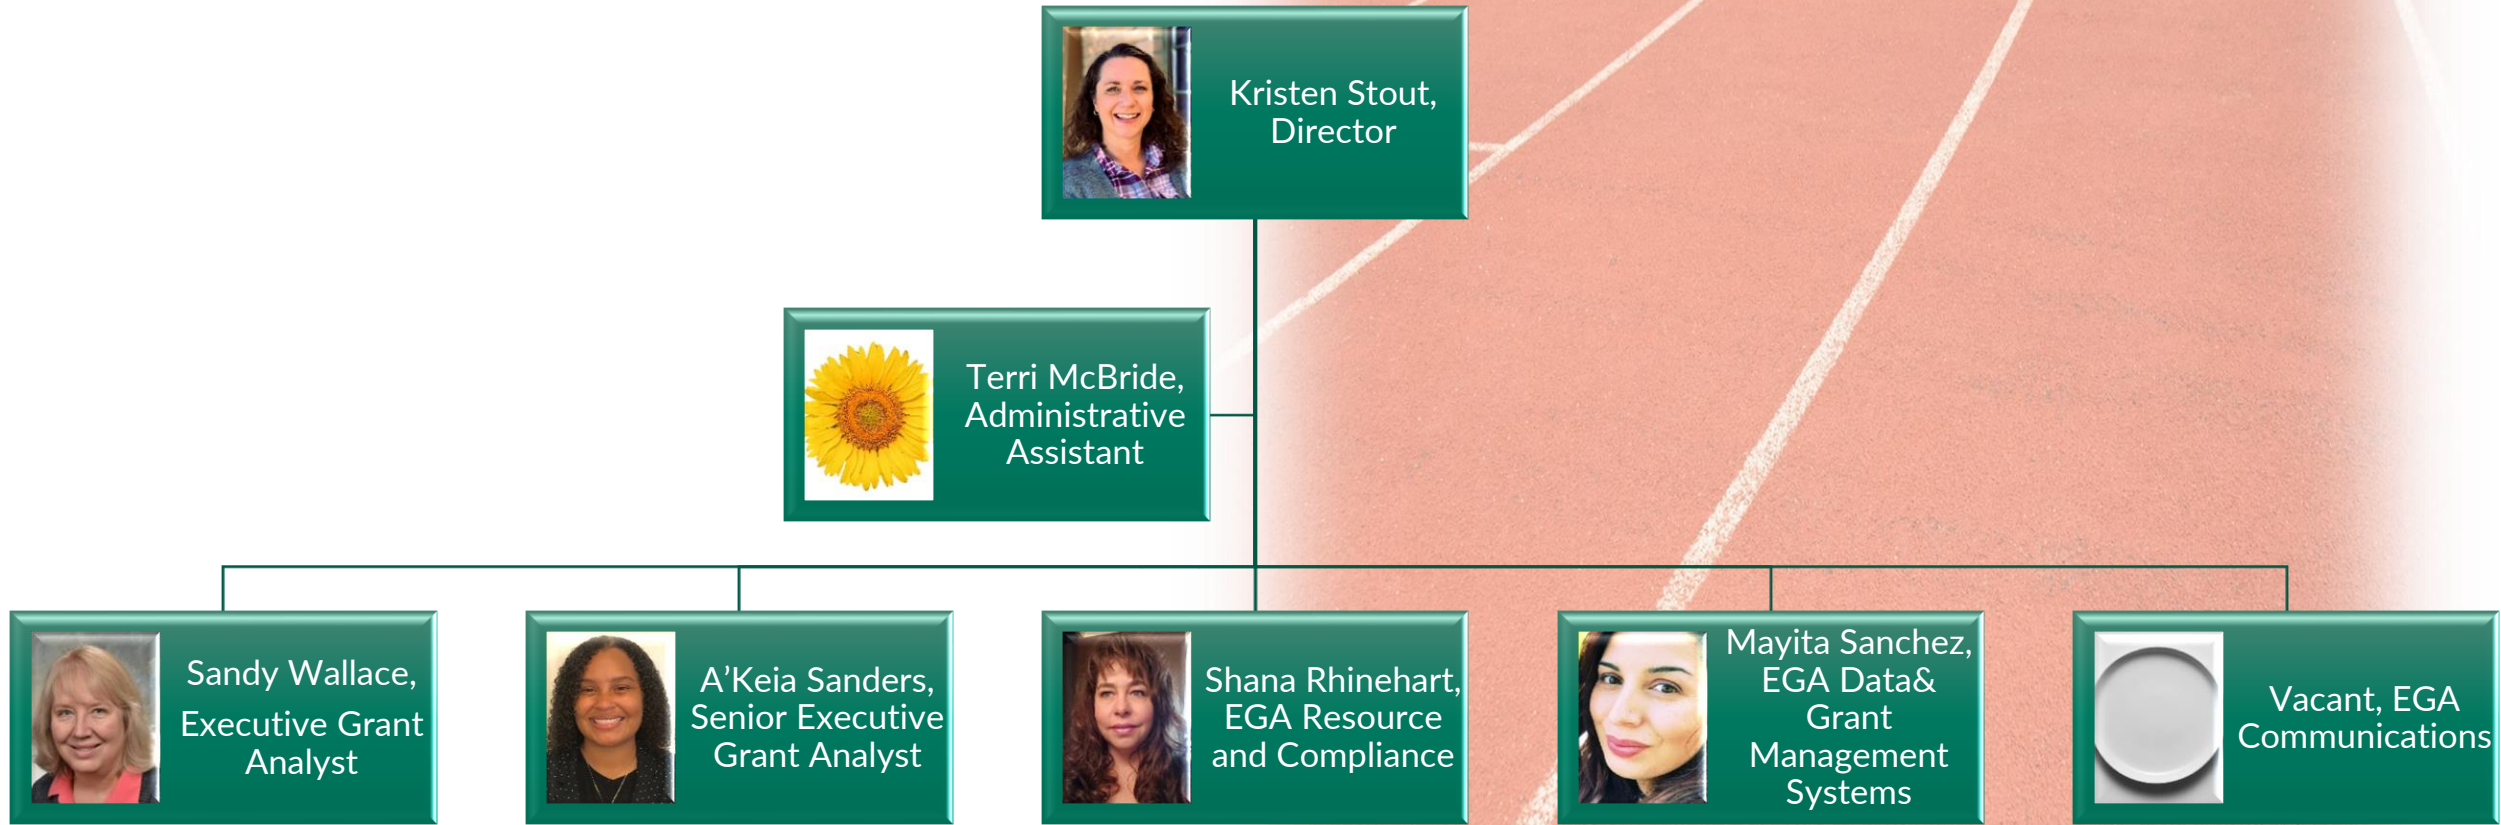 Kristen Stout,
Director
Terri McBride,
Administrative
Assistant
Sandy Wallace,
Executive Grant
Analyst
A’Keia Sanders,
Senior Executive
Grant Analyst
Shana Rhinehart,
EGA Resource
and Compliance
Mayita Sanchez,
EGA Data&
Grant
Management
Systems
Vacant, EGA
Communications